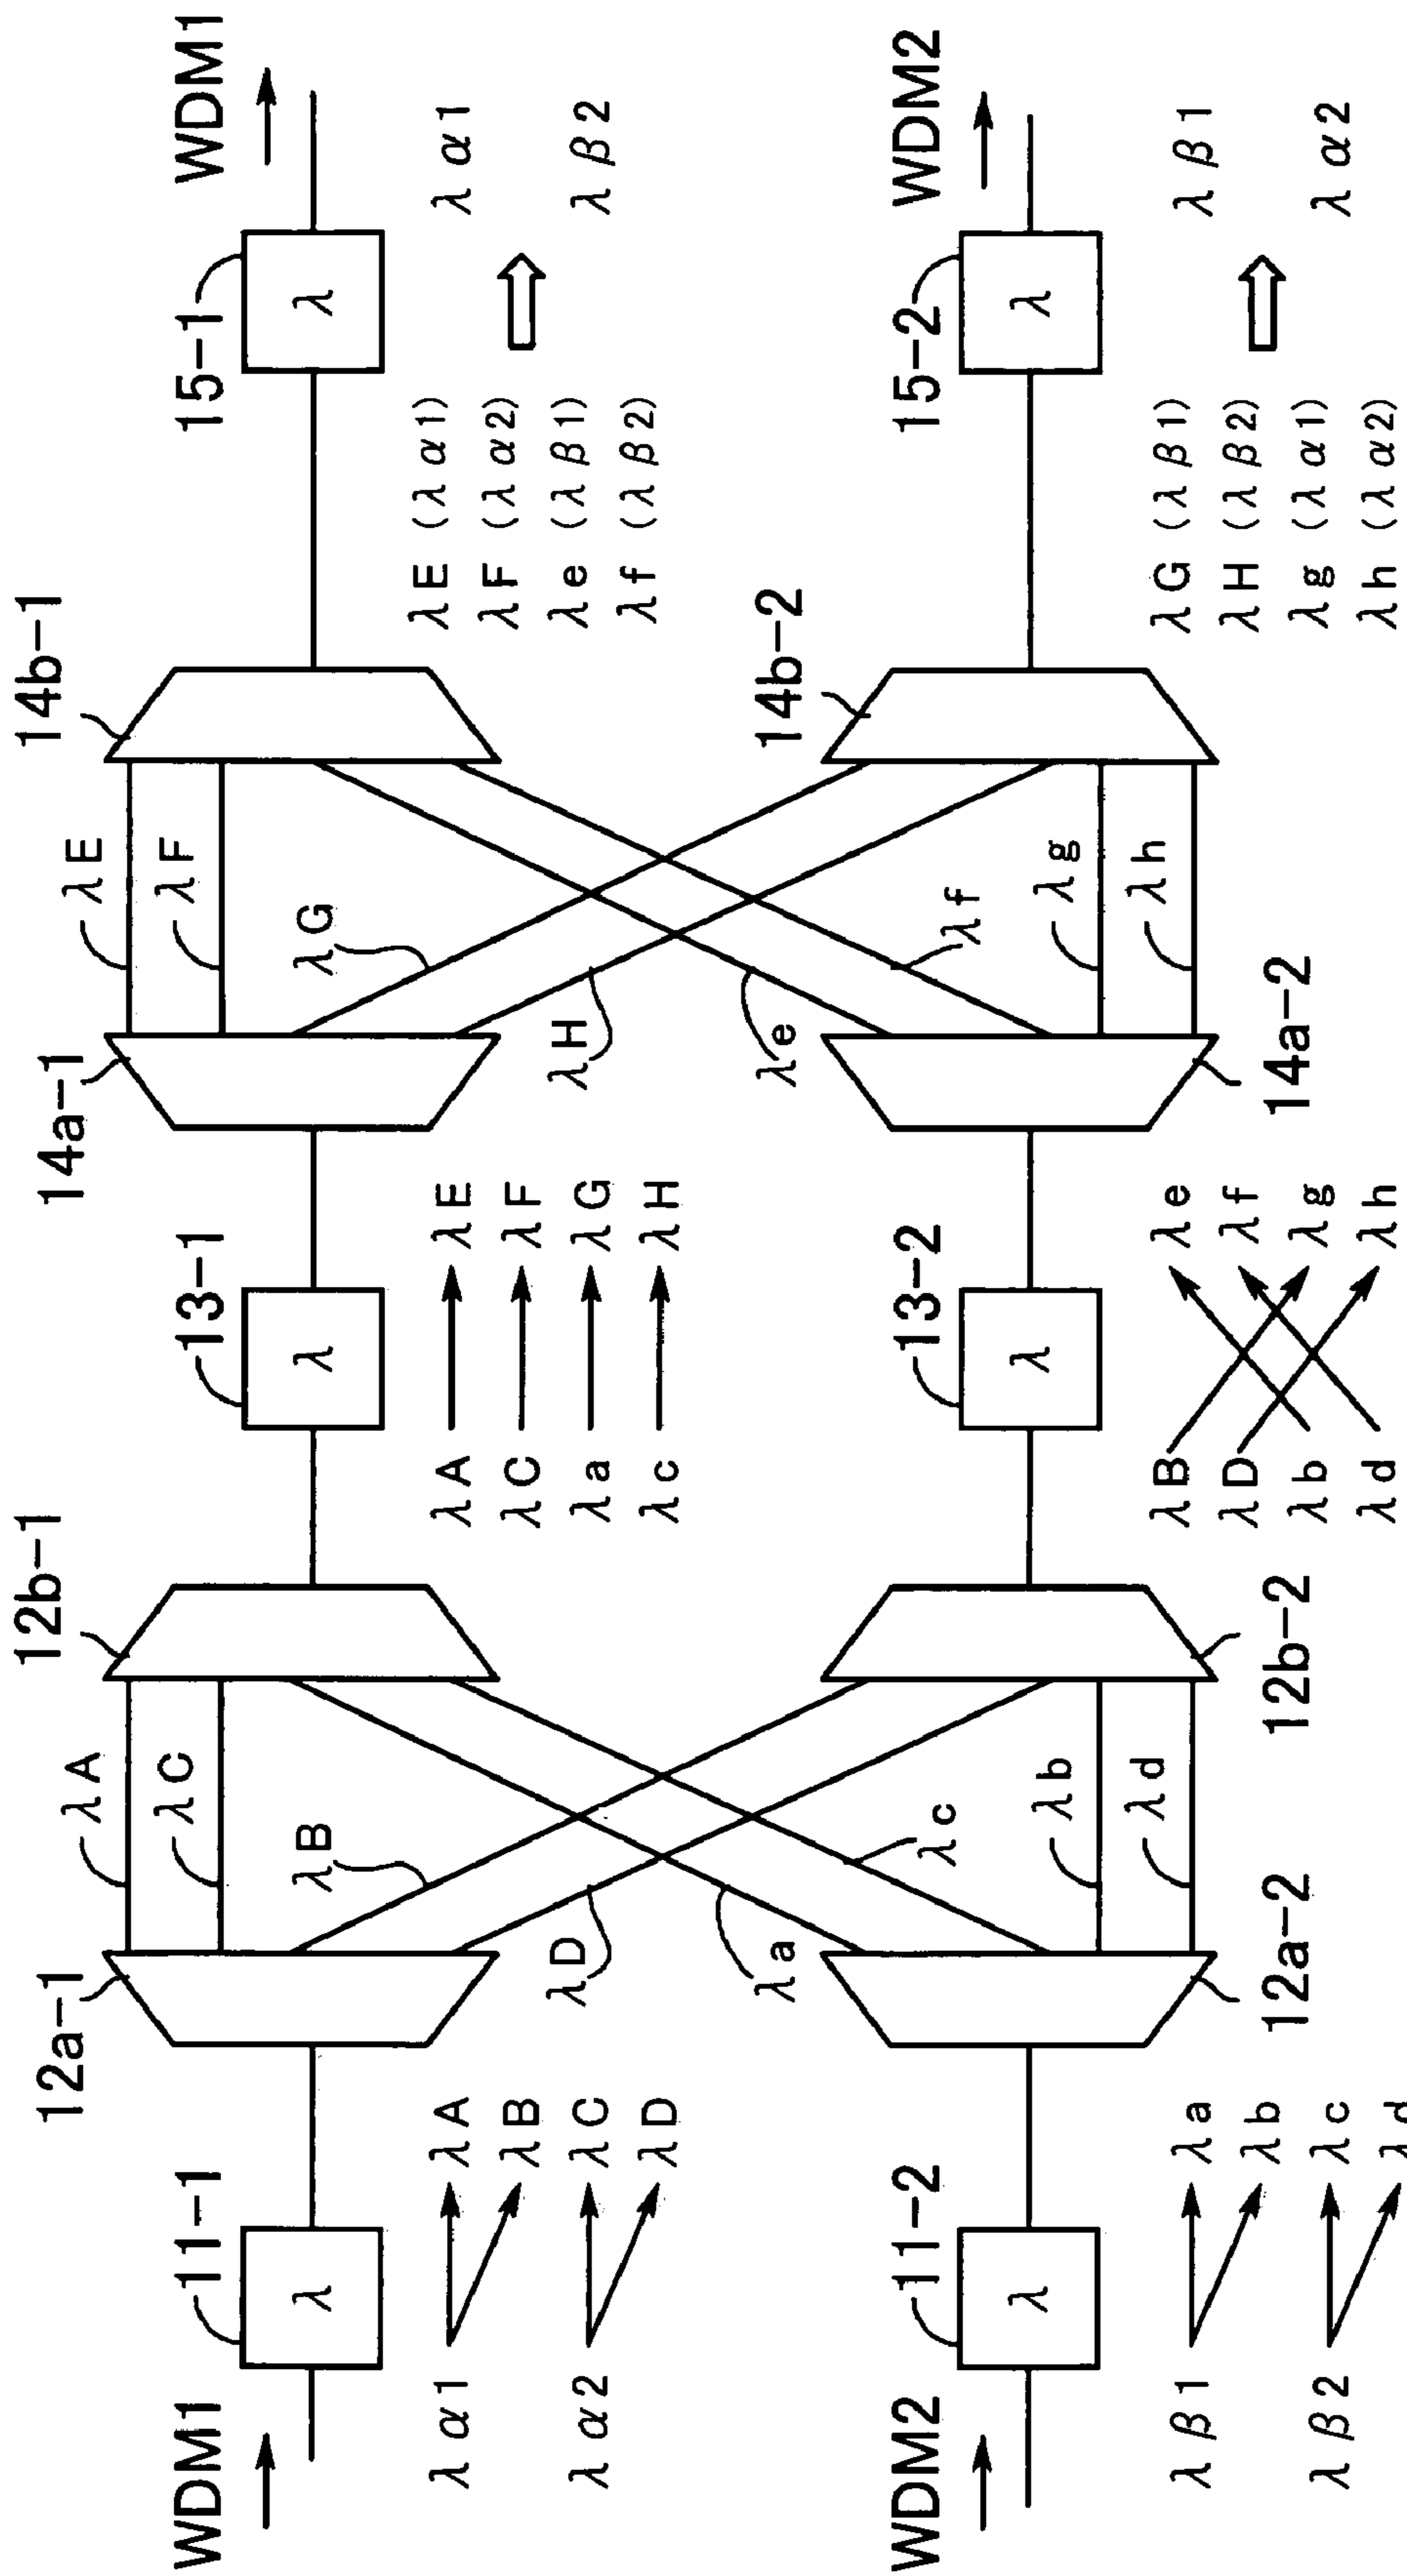 WDM1
11-1
λ
λα1
λα2
λA
λB
λC
λD
12a-1
λA
λC
λB
λD
12b-1
13-1
λ
λA
λC
λa
λc
λE
λF
λG
λH
14a-1
λE
λF
λG
λH
14b-1
15-1
λ
WDM1
λE (λα1)
λF (λα2)
λe (λβ1)
λf (λβ2)
λα1
λβ2
WDM2
11-2
λ
λβ1
λβ2
λa
λb
λc
λd
12a-2
λa
λc
λb
λd
12b-2
13-2
λ
λB
λD
λb
λd
λe
λf
λg
λh
14a-2
λe
λf
λg
λh
14b-2
15-2
λ
WDM2
λG (λβ1)
λH (λβ2)
λg (λα1)
λh (λα2)
λβ1
λα2